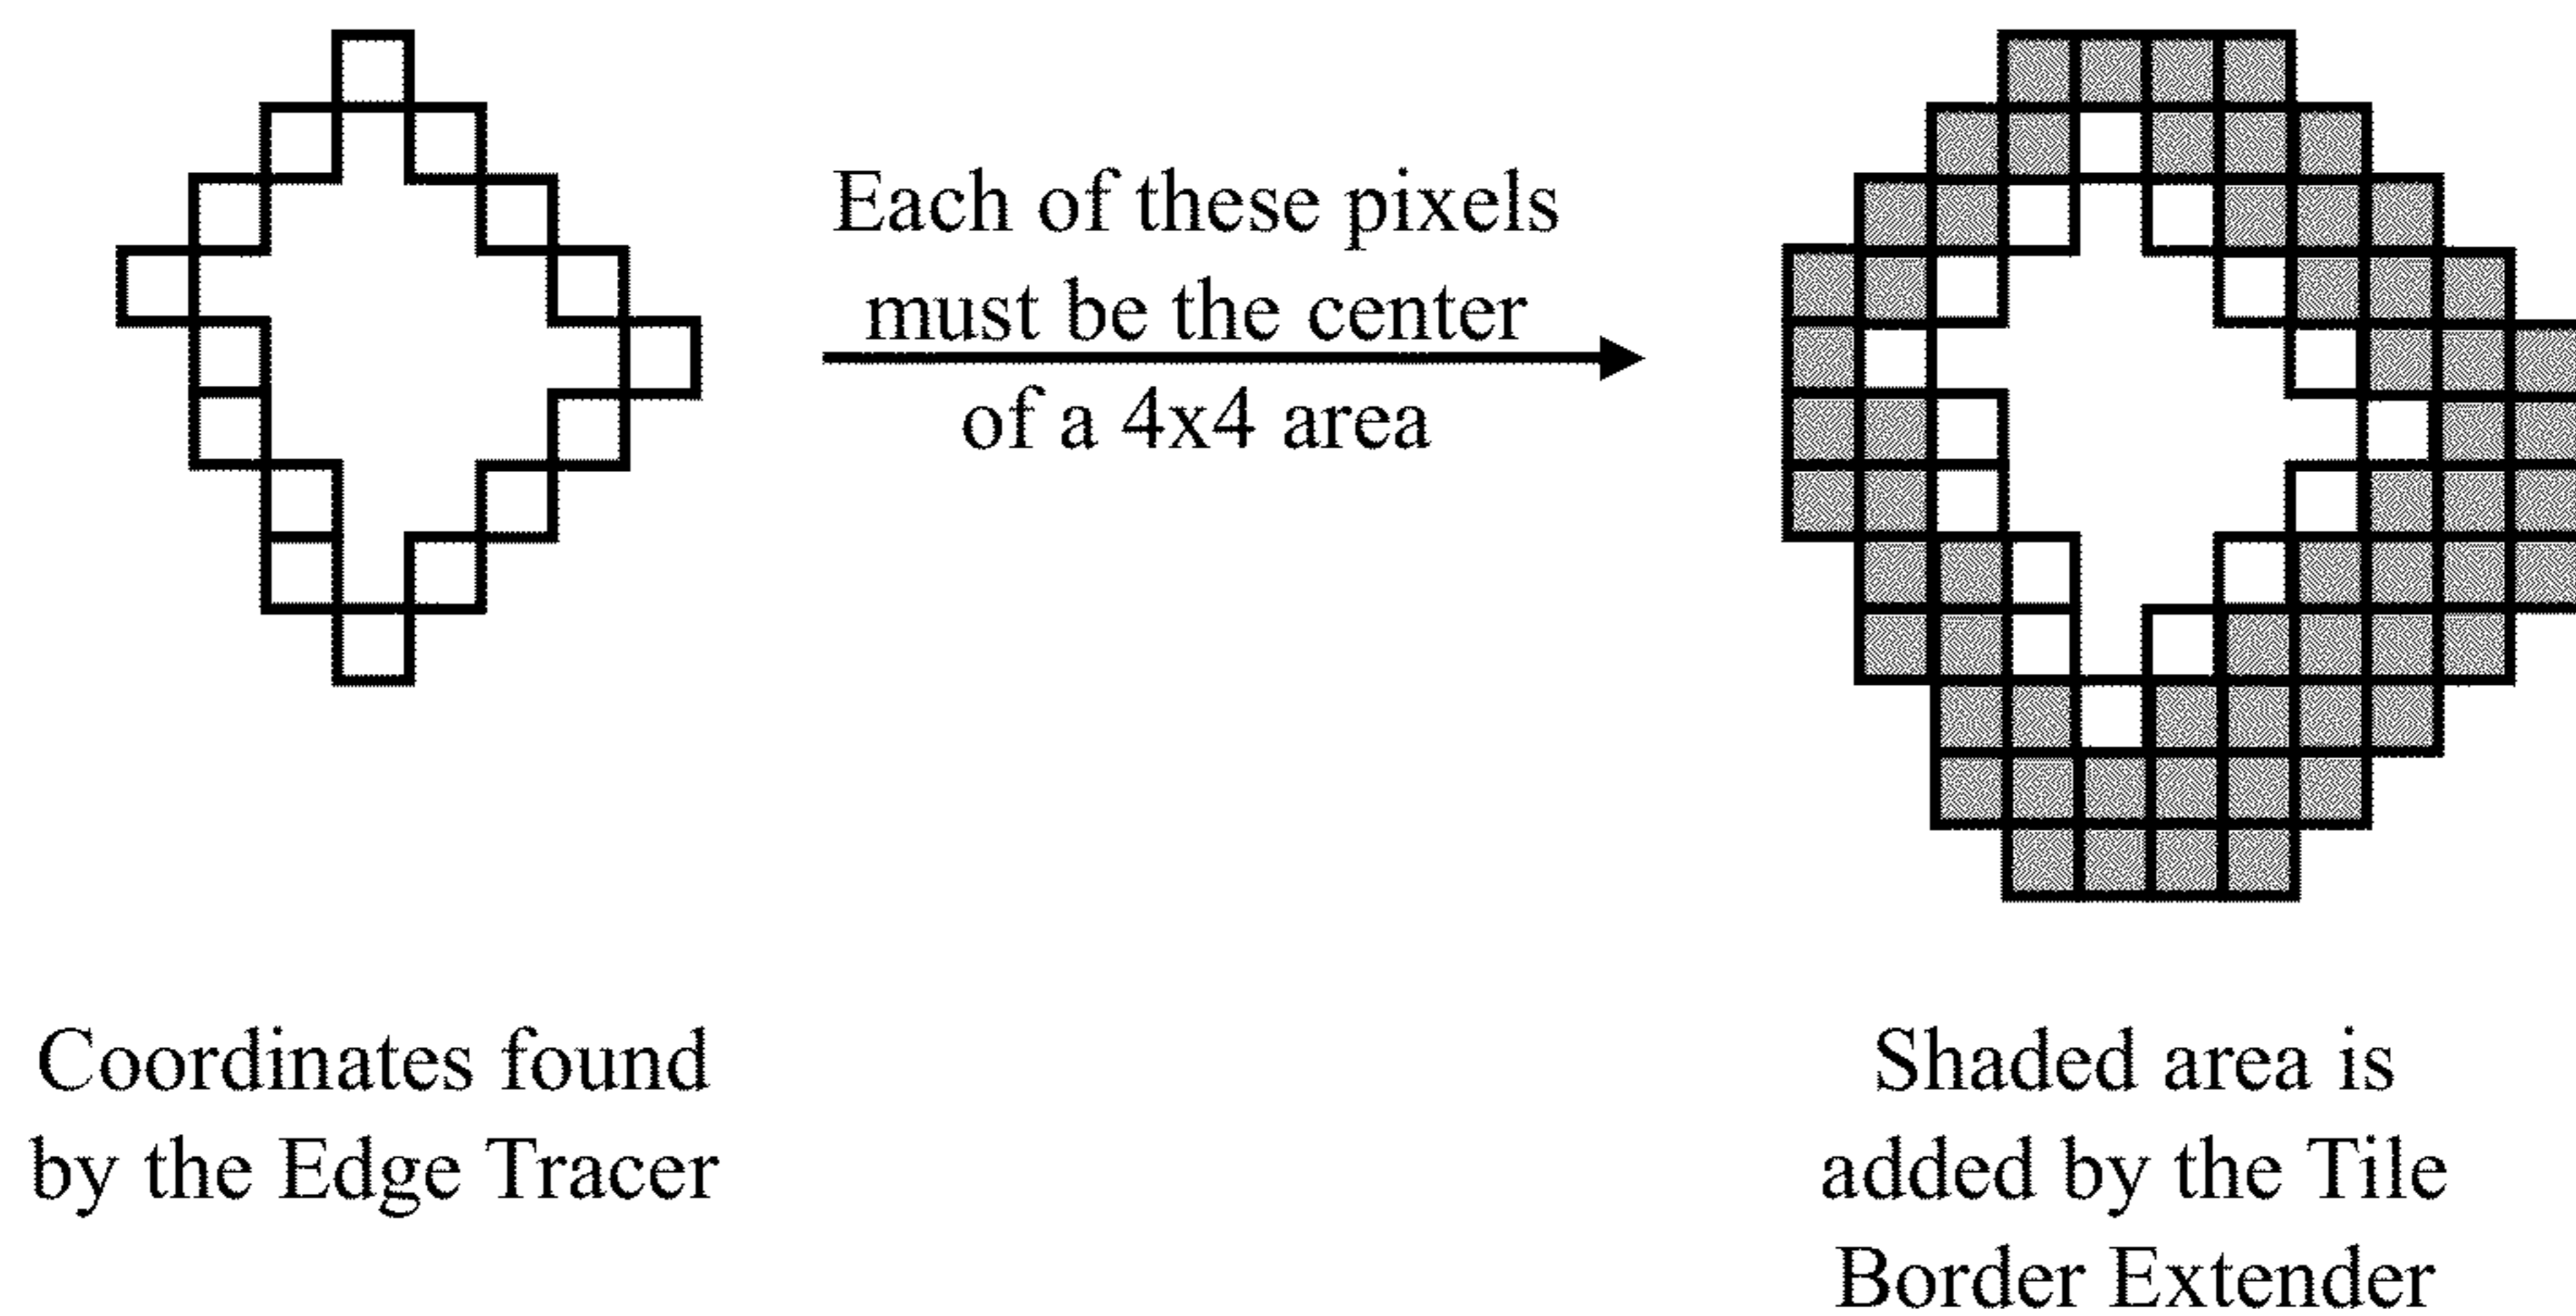 Each of these pixels
must be the center
of a 4x4 area
Coordinates found
by the Edge Tracer
Shaded area is
added by the Tile
Border Extender